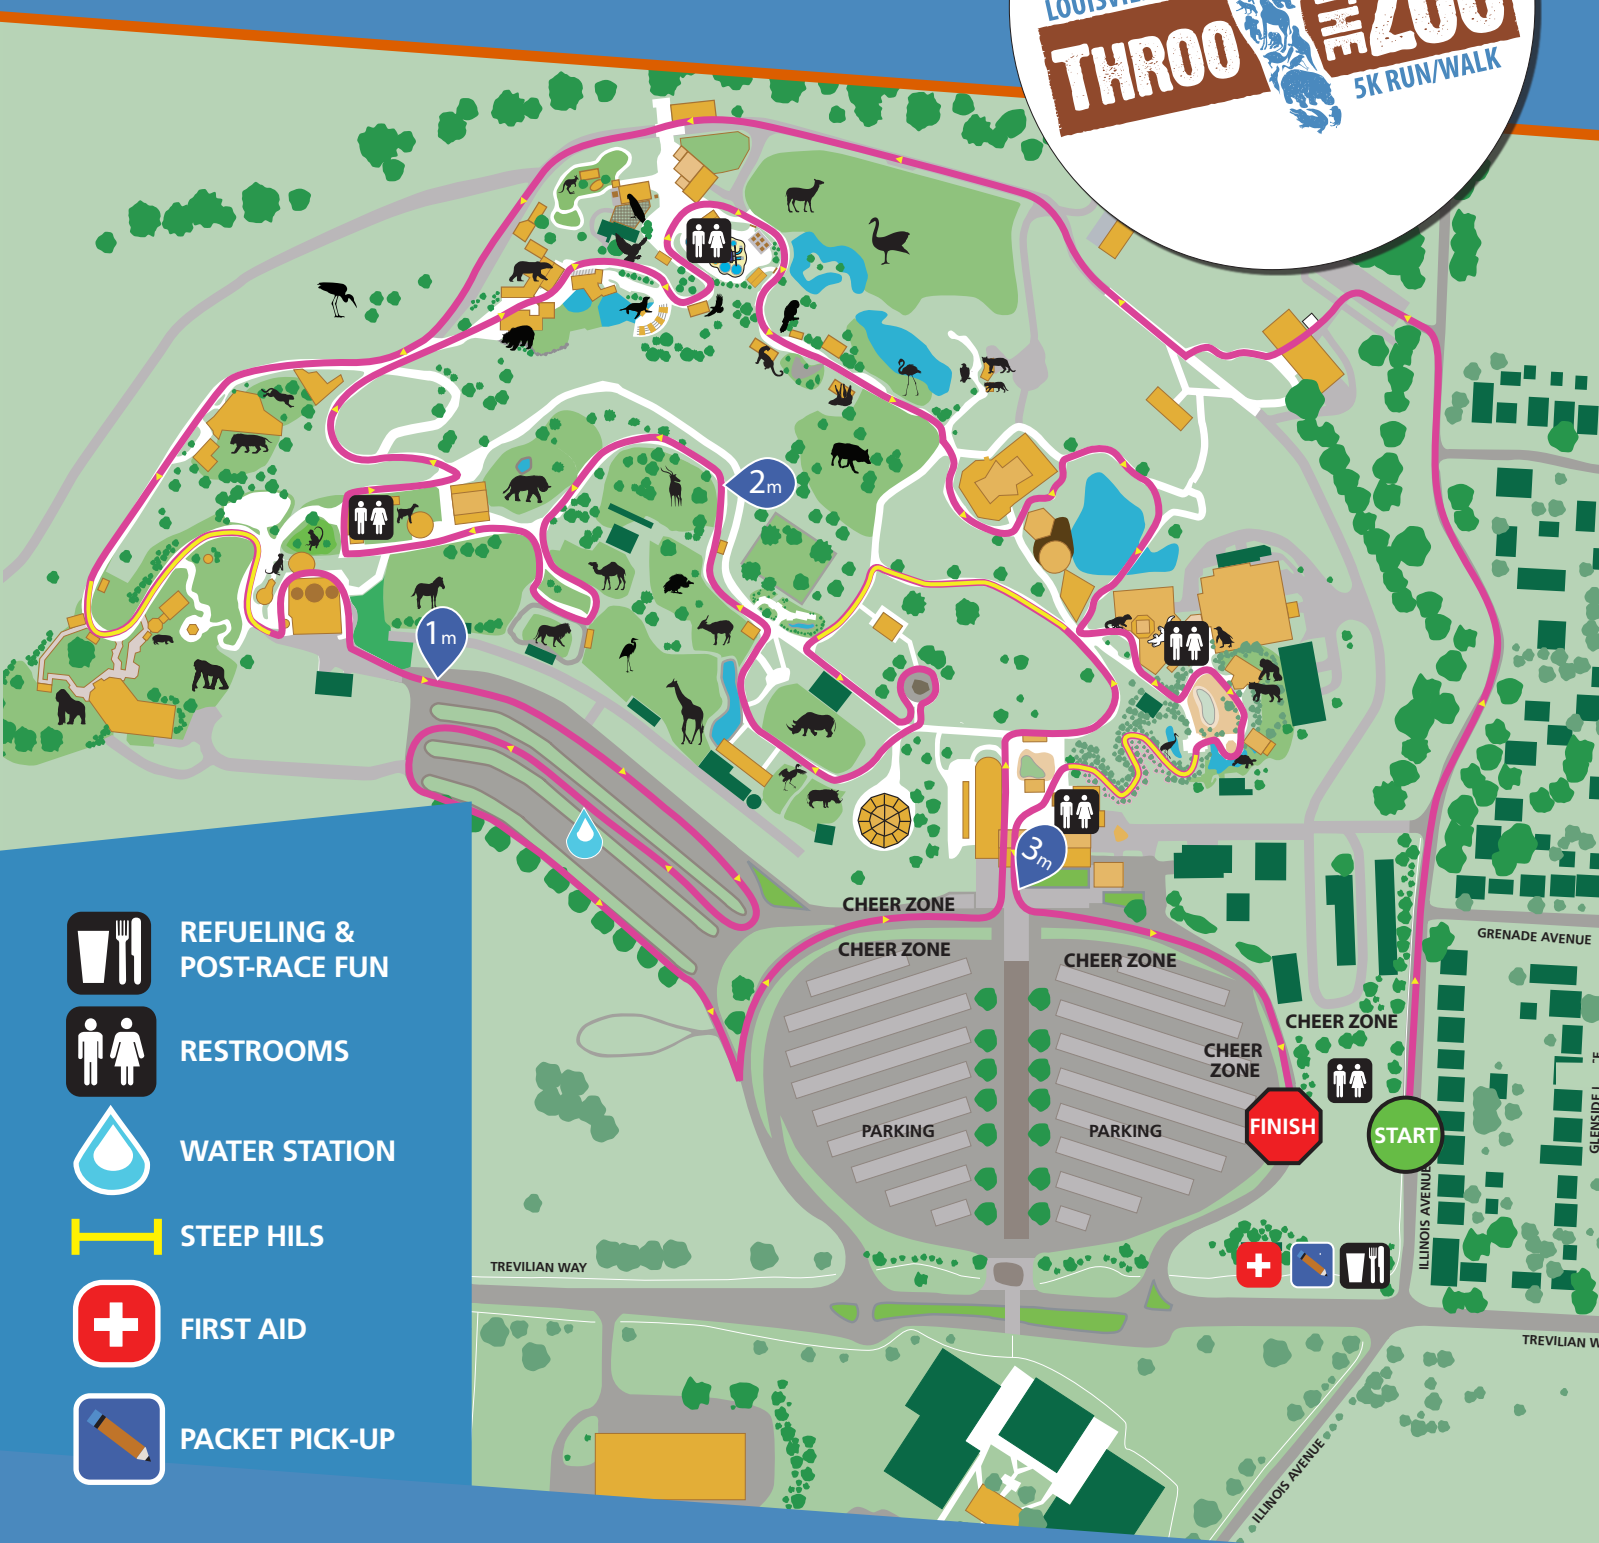 THROO
THE
ZOO
5K RUN/WALK
2m
1m
3m
CHEER ZONE
CHEER ZONE
CHEER ZONE
CHEER ZONE
CHEER
ZONE
PARKING
PARKING
FINISH
START
GRENADE AVENUE
ILLINOIS AVENUE
TREVILIAN WAY
ILLINOIS AVENUE
REFUELING &
POST-RACE FUN
RESTROOMS
WATER STATION
STEEP HILS
FIRST AID
PACKET PICK-UP